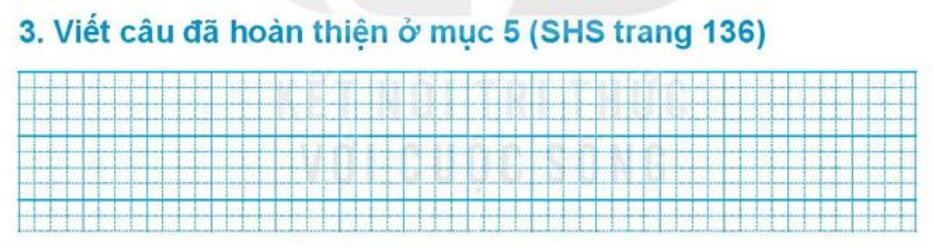 3. Viết câu đã hoàn thiện ở mục 5 (SHS trang 136)
KẾT NỐI TRI THỨC
VỚI CUỘC SỐNG